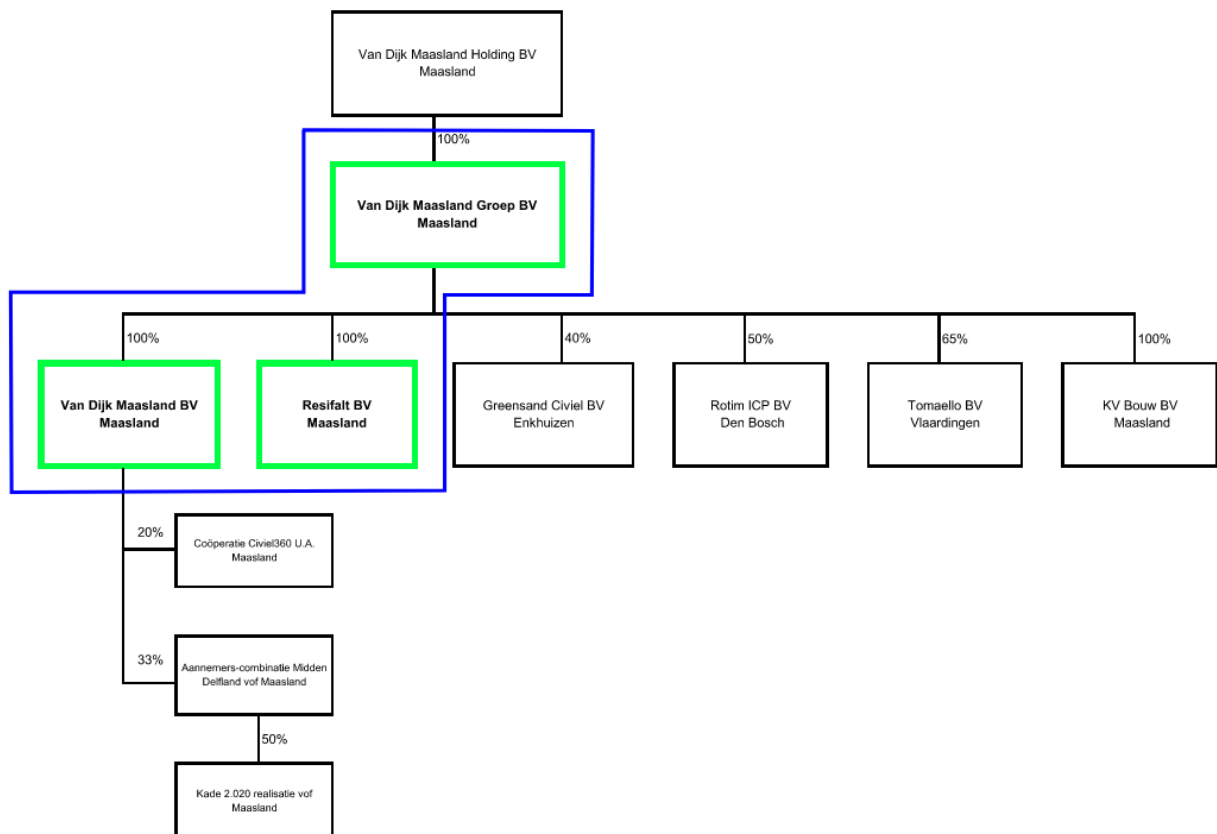 Van Dijk Maasland Holding BV
Maasland
100%
Van Dijk Maasland Groep BV
Maasland
100%
100%
40%
50%
65%
100%
Van Dijk Maasland BV
Maasland
Resifalt BV
Maasland
Greensand Civiel BV
Enkhuizen
Rotim ICP BV
Den Bosch
Tomaello BV
Vlaardingen
KV Bouw BV
Maasland
20%
Coöperatie Civiel360 U.A.
Maasland
33%
Aannemers-combinatie Midden
Delfland vof Maasland
50%
Kade 2.020 realisatie vof
Maasland